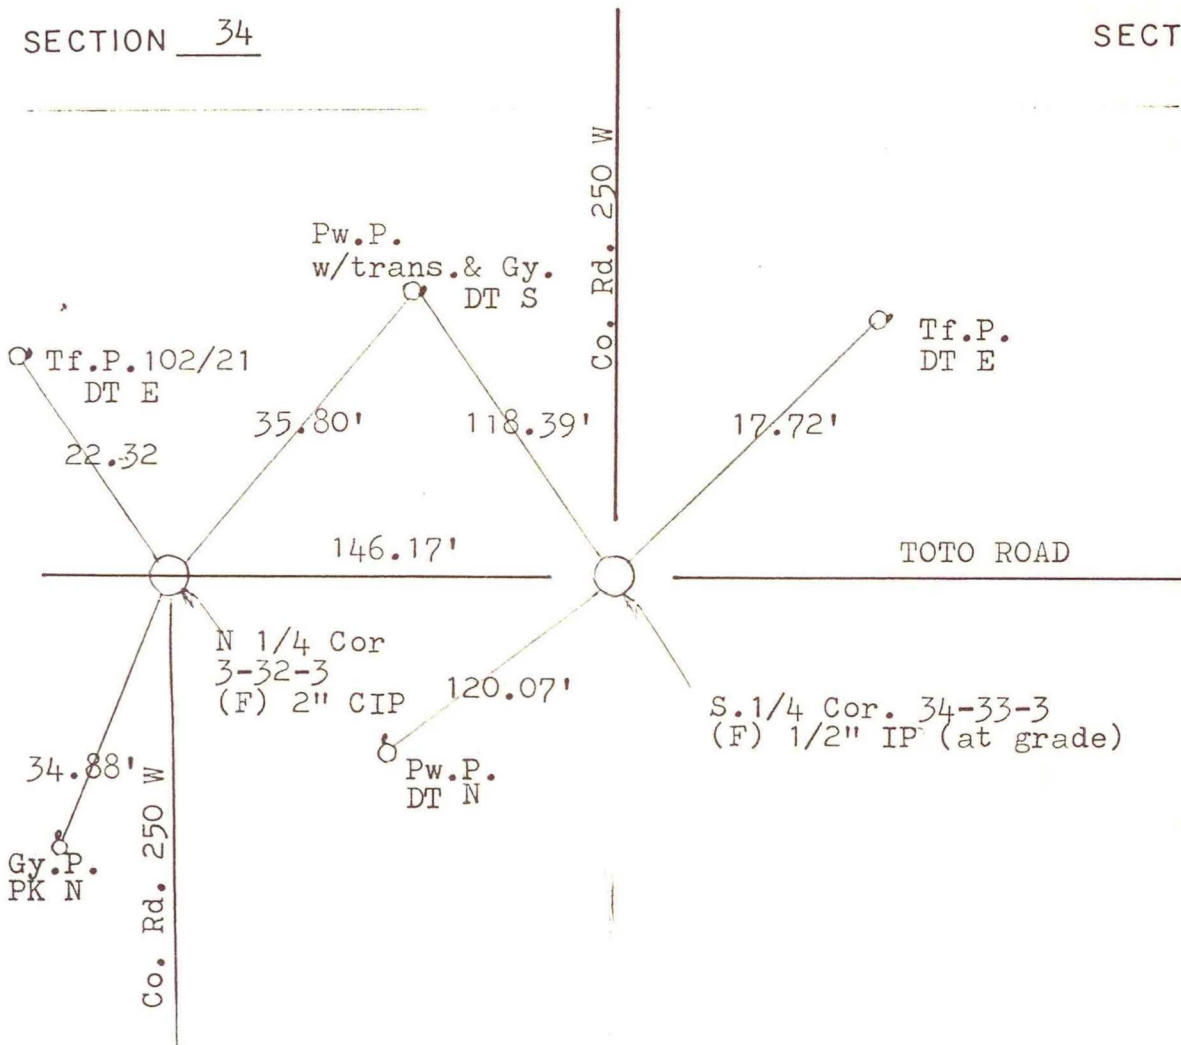 SECTION 34
SECT
Co. Rd. 250 W
Pw.P.
w/trans.& Gy.
DT S
Tf.P.102/21
DT E
Tf.P.
DT E
35.80'
118.39'
17.72'
22.32
146.17'
TOTO ROAD
N 1/4 Cor
3-32-3
(F) 2" CIP
120.07'
S.1/4 Cor. 34-33-3
(F) 1/2" IP (at grade)
34.88'
Pw.P.
DT N
Gy.P.
PK N
Co. Rd. 250 W